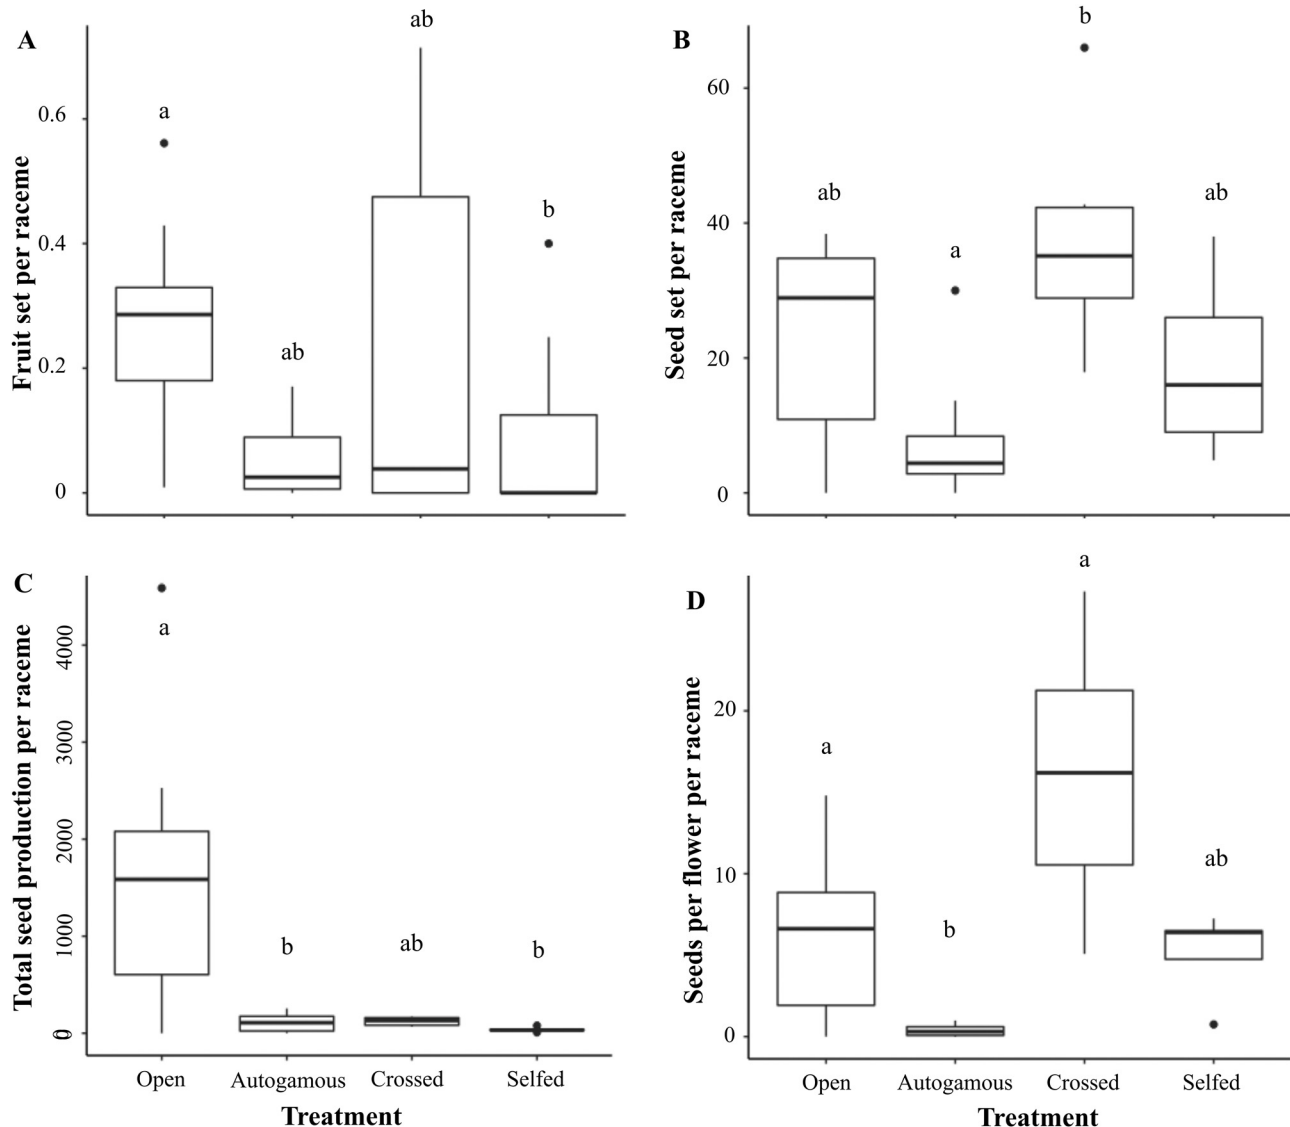 A
Fruit set per raceme
0.6
0.4
0.2
0
a
ab
ab
b
B
Seed set per raceme
60
40
20
0
ab
a
b
ab
C
Total seed production per raceme
4000
3000
2000
1000
0
a
b
ab
b
Open Autogamous Crossed Selfed
Treatment
D
Seeds per flower per raceme
20
10
0
a
b
a
ab
Open Autogamous Crossed Selfed
Treatment